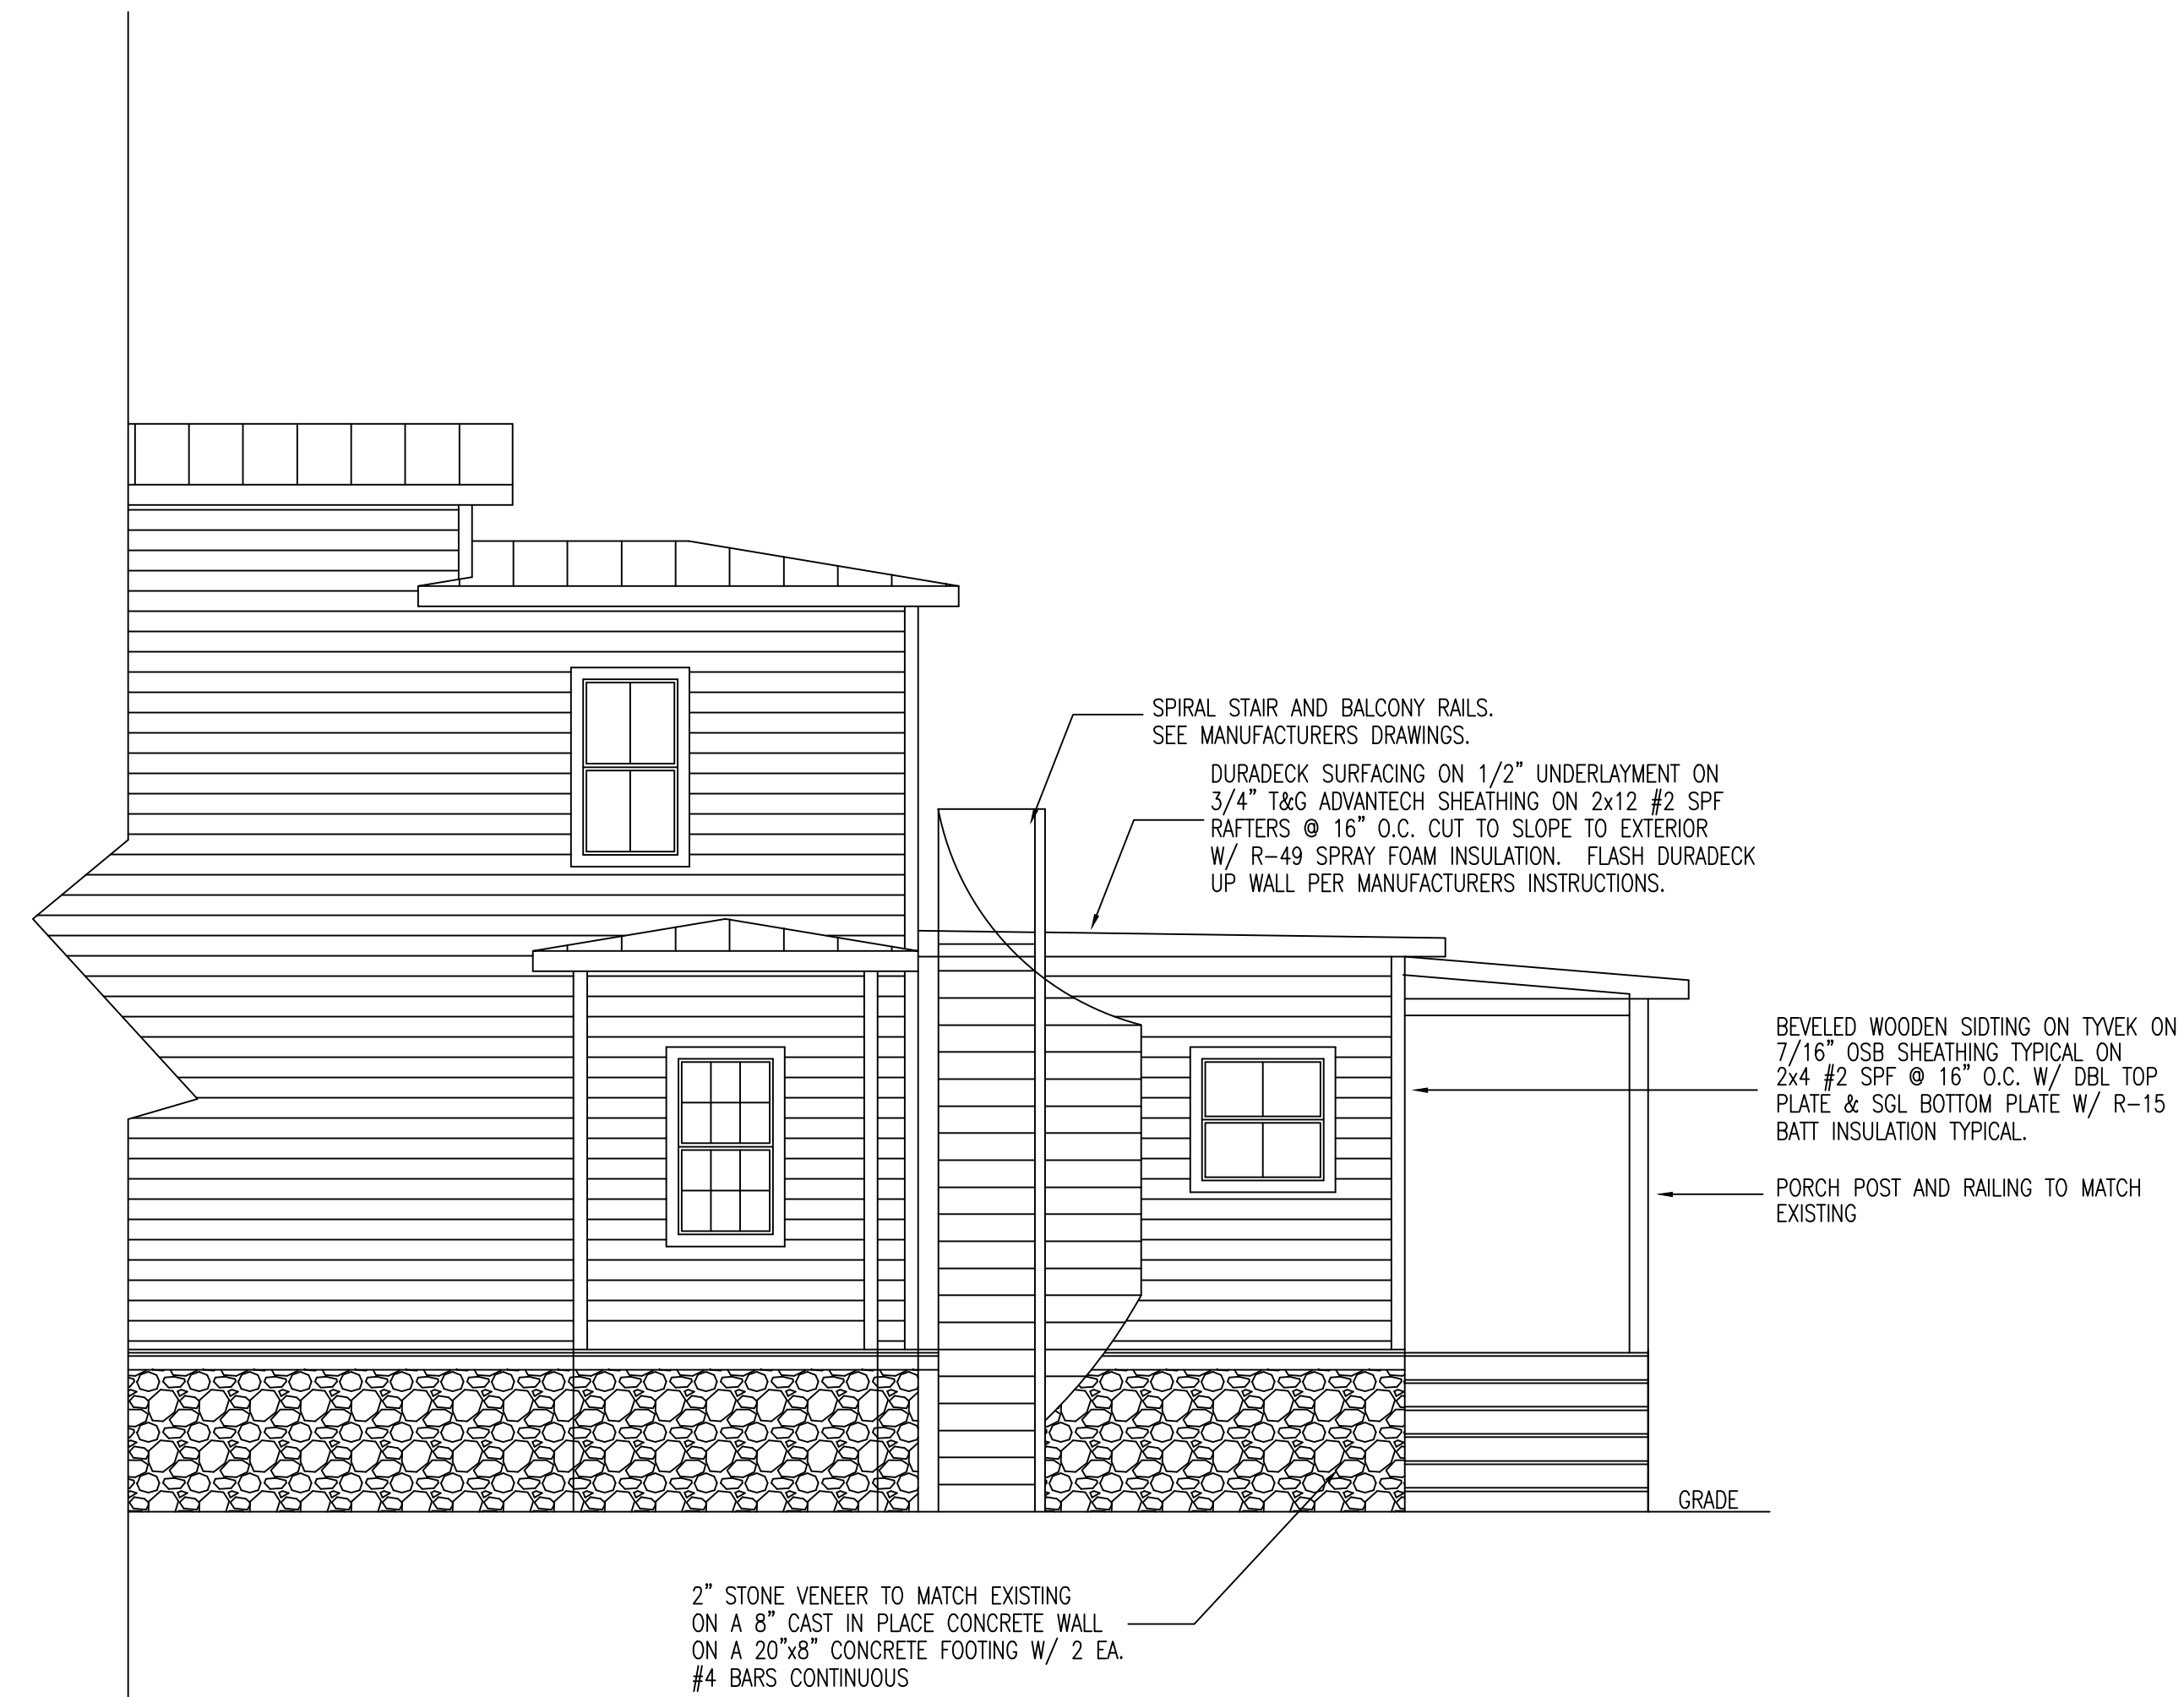 SPIRAL STAIR AND BALCONY RAILS.
SEE MANUFACTURERS DRAWINGS.
DURADECK SURFACING ON 1/2" UNDERLAYMENT ON
3/4" T&G ADVANTECH SHEATHING ON 2x12 #2 SPF
RAFTERS @ 16" O.C. CUT TO SLOPE TO EXTERIOR
W/ R-49 SPRAY FOAM INSULATION. FLASH DURADECK
UP WALL PER MANUFACTURERS INSTRUCTIONS.
BEVELED WOODEN SIDTING ON TYVEK ON
7/16" OSB SHEATHING TYPICAL ON
2x4 #2 SPF @ 16" O.C. W/ DBL TOP
PLATE & SGL BOTTOM PLATE W/ R-15
BATT INSULATION TYPICAL.
PORCH POST AND RAILING TO MATCH
EXISTING
GRADE
2" STONE VENEER TO MATCH EXISTING
ON A 8" CAST IN PLACE CONCRETE WALL
ON A 20"x8" CONCRETE FOOTING W/ 2 EA.
#4 BARS CONTINUOUS